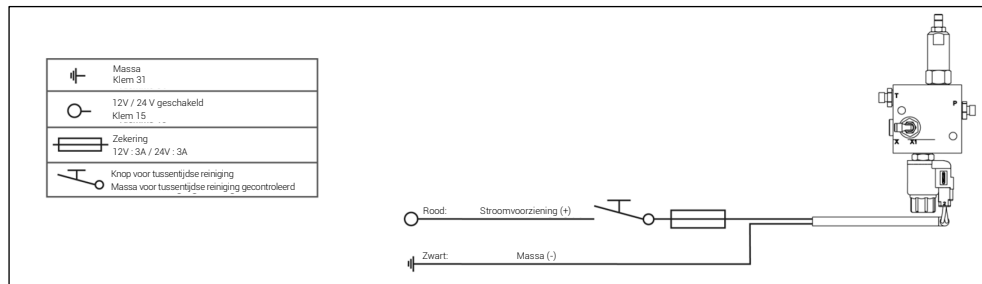 Massa
Klem 31
12V / 24 V geschakeld
Klem 15
Zekering
12V : 3A / 24V : 3A
Knop voor tussentijdse reiniging
Massa voor tussentijdse reiniging gecontroleerd
T
P
X X1
Rood: Stroomvoorziening (+)
Zwart: Massa (-)